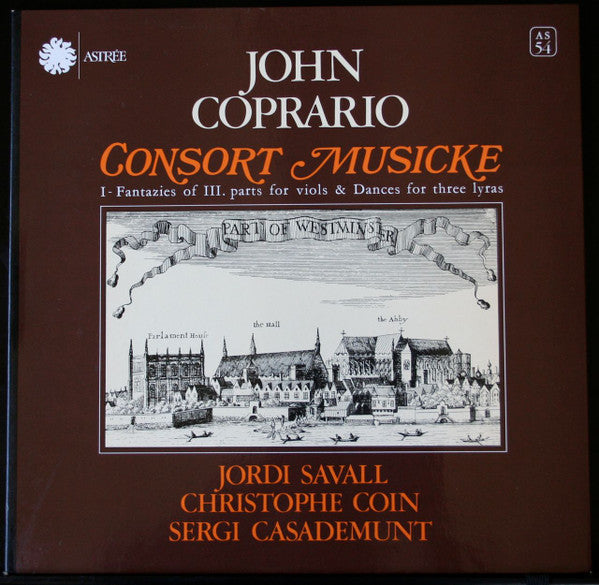 ASTRÉE
AS
54
JOHN
COPRARIO
CONSORT MUSICKE
I-Fantazies of III. parts for viols & Dances for three lyras
PART OF WESTMINSTER
Parlament House
the Hall
the Abby
JORDI SAVALL
CHRISTOPHE COIN
SERGI CASADEMUNT